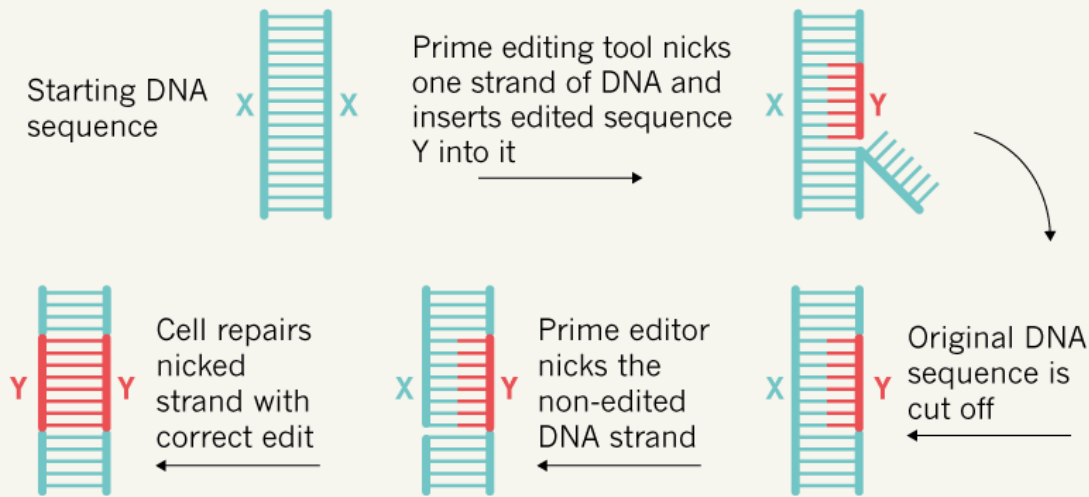 Starting DNA
sequence
X
X
Prime editing tool nicks
one strand of DNA and
inserts edited sequence
Y into it
X
Y
Original DNA
sequence is
cut off
X
Y
Prime editor
nicks the
non-edited
DNA strand
X
Y
Cell repairs
nicked
strand with
correct edit
Y
Y